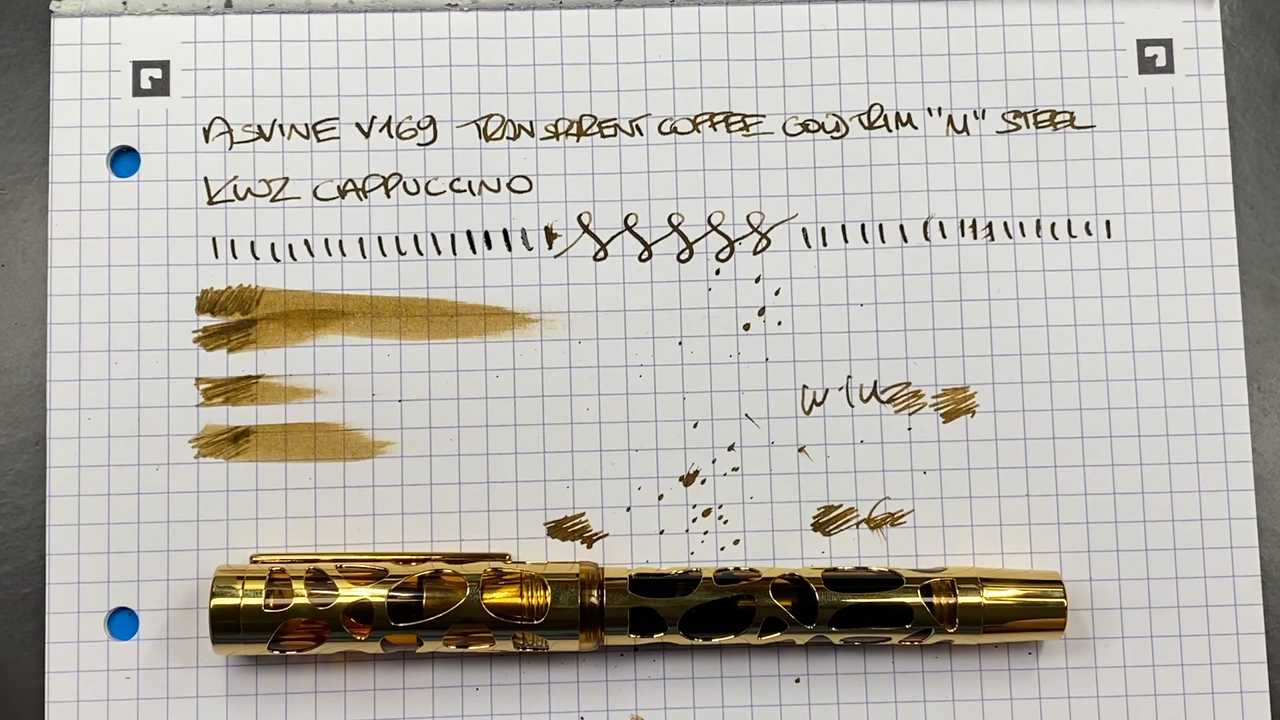 ASVINE V169 TRANSPARENT COFFEE GOLD TRIM "M" STEEL
KWZ CAPPUCCINO